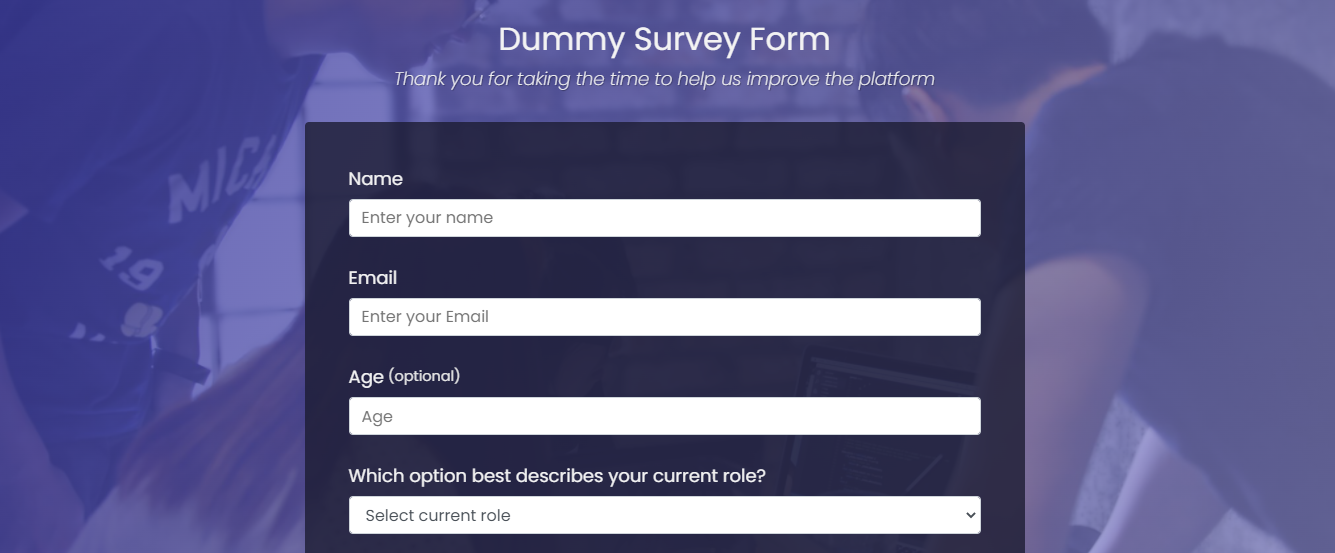 Dummy Survey Form
Thank you for taking the time to help us improve the platform
Name
Enter your name
Email
Enter your Email
Age (optional)
Age
Which option best describes your current role?
Select current role
19